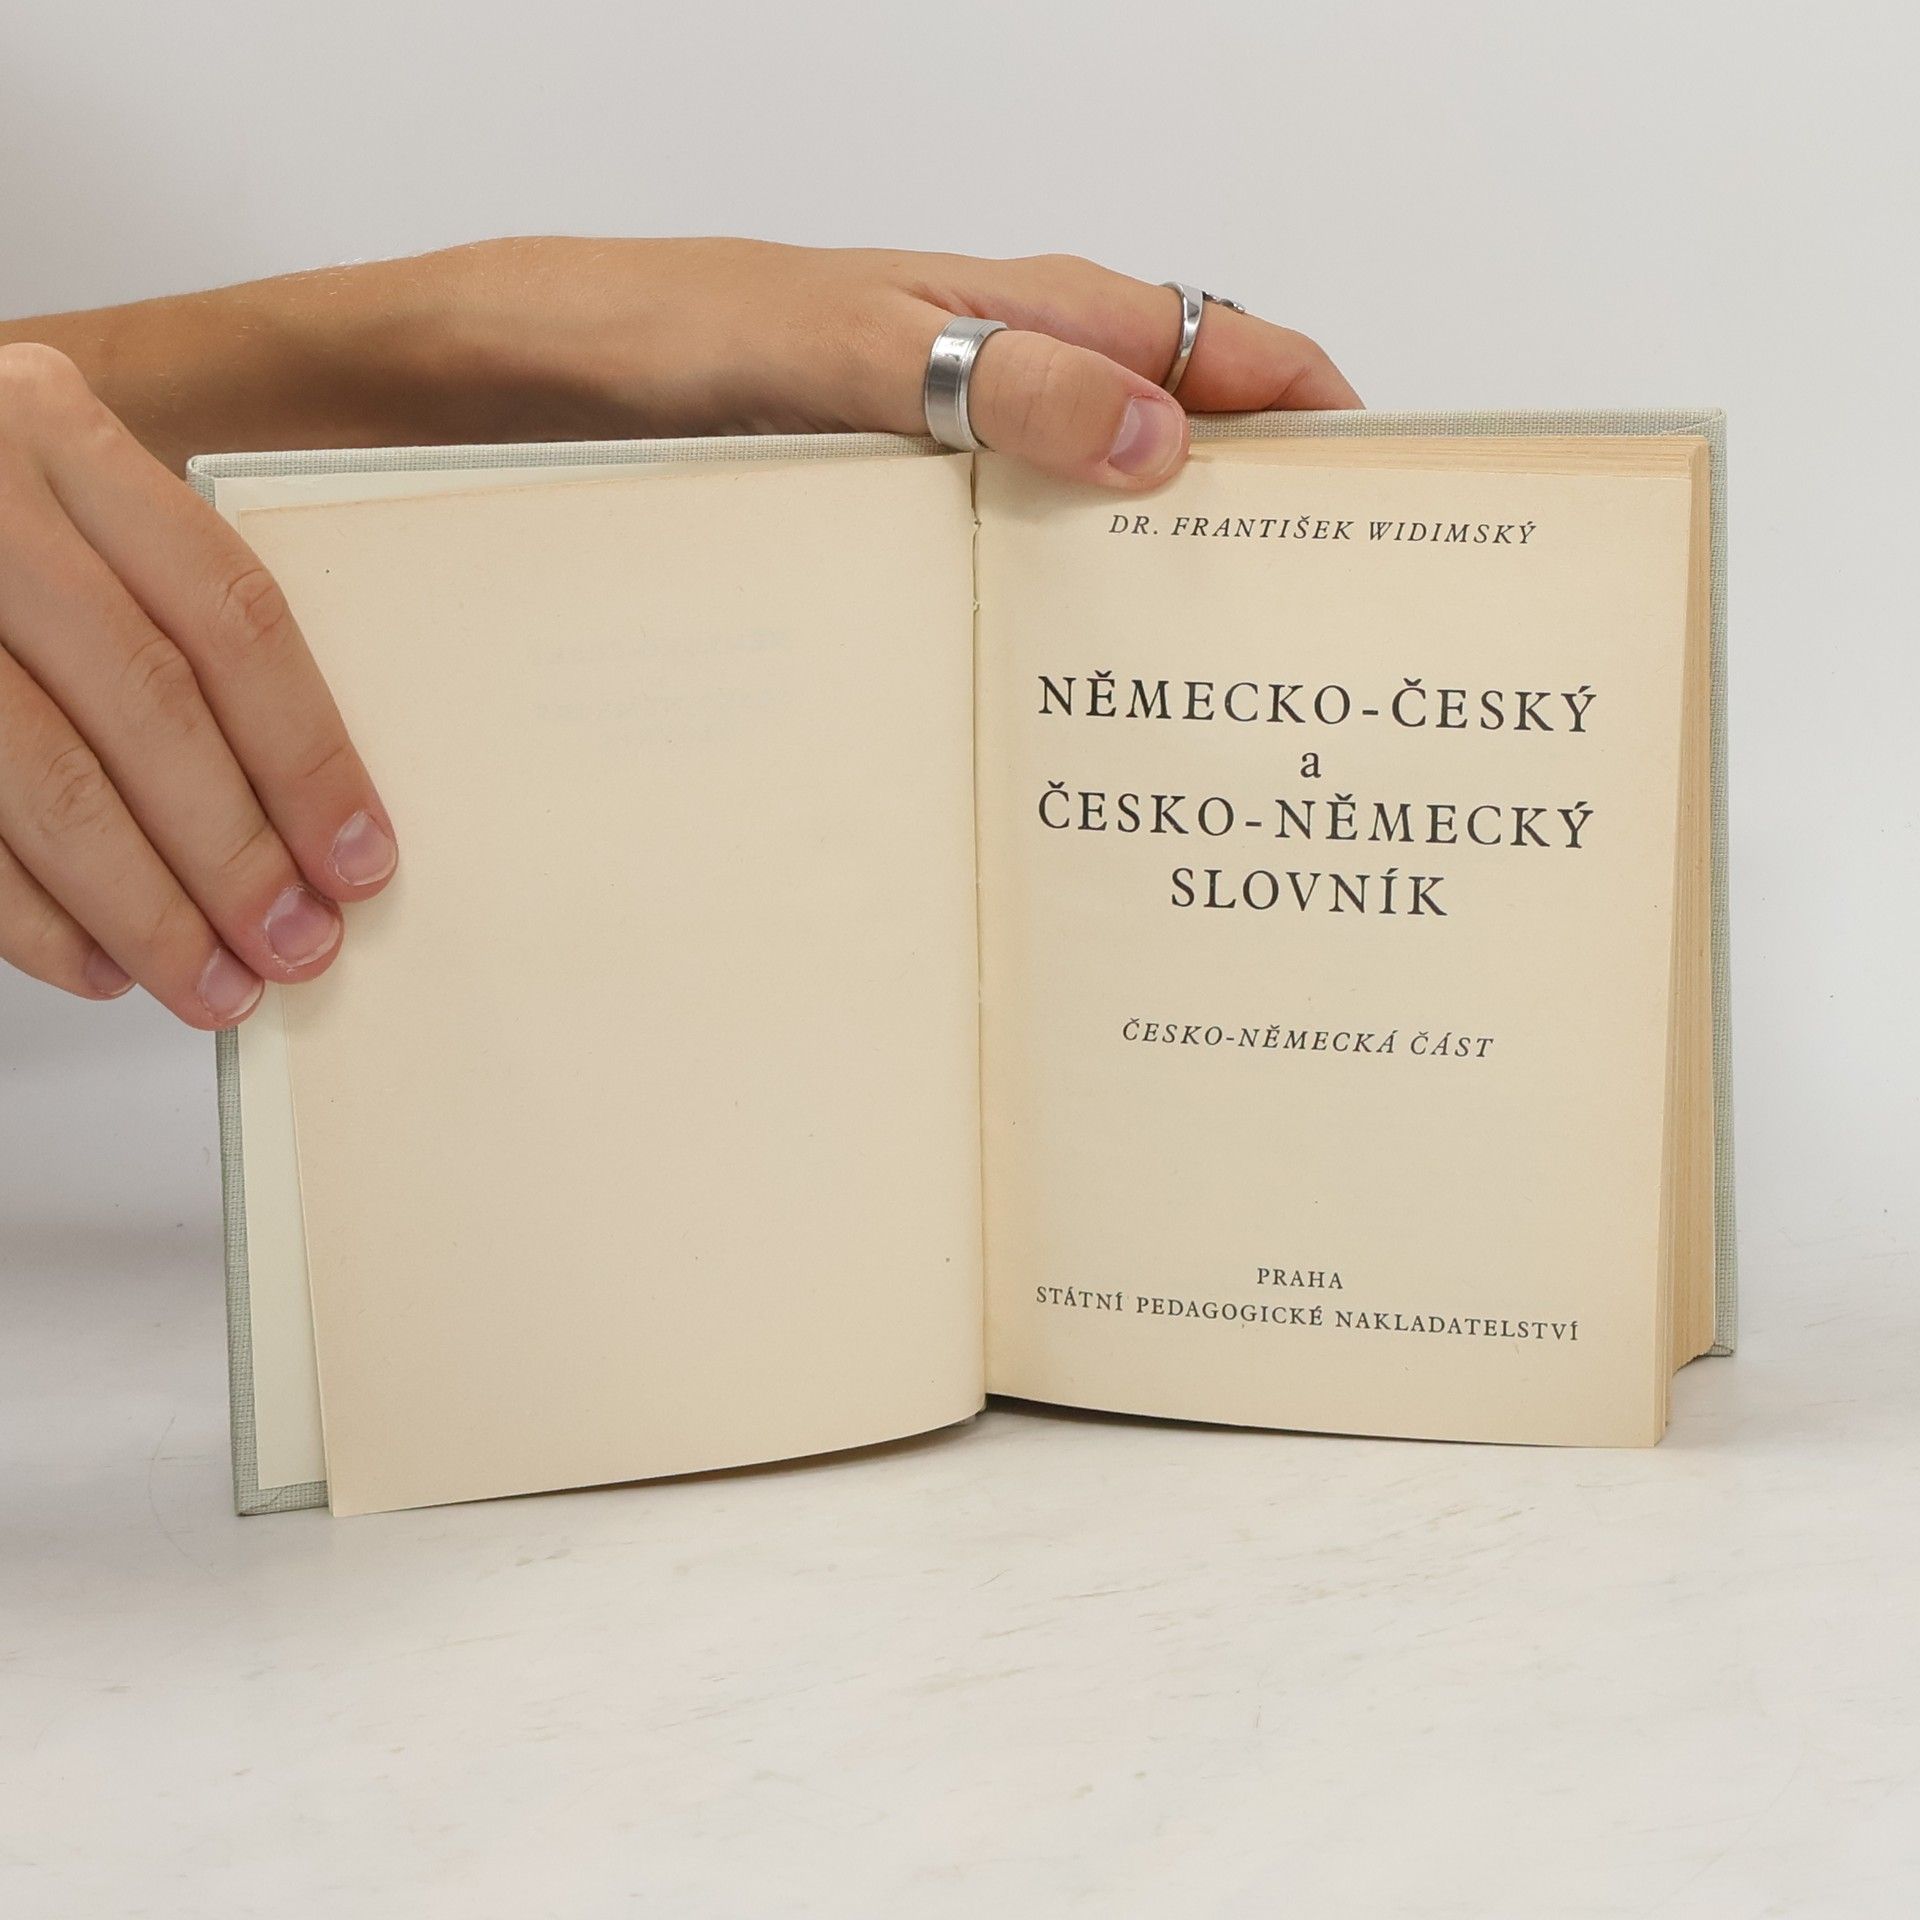 DR. FRANTIŠEK WIDIMSKÝ
NĚMECKO-ČESKÝ
a
ČESKO-NĚMECKÝ
SLOVNÍK
ČESKO-NĚMECKÁ ČÁST
PRAHA
STÁTNÍ PEDAGOGICKÉ NAKLADATELSTVÍ